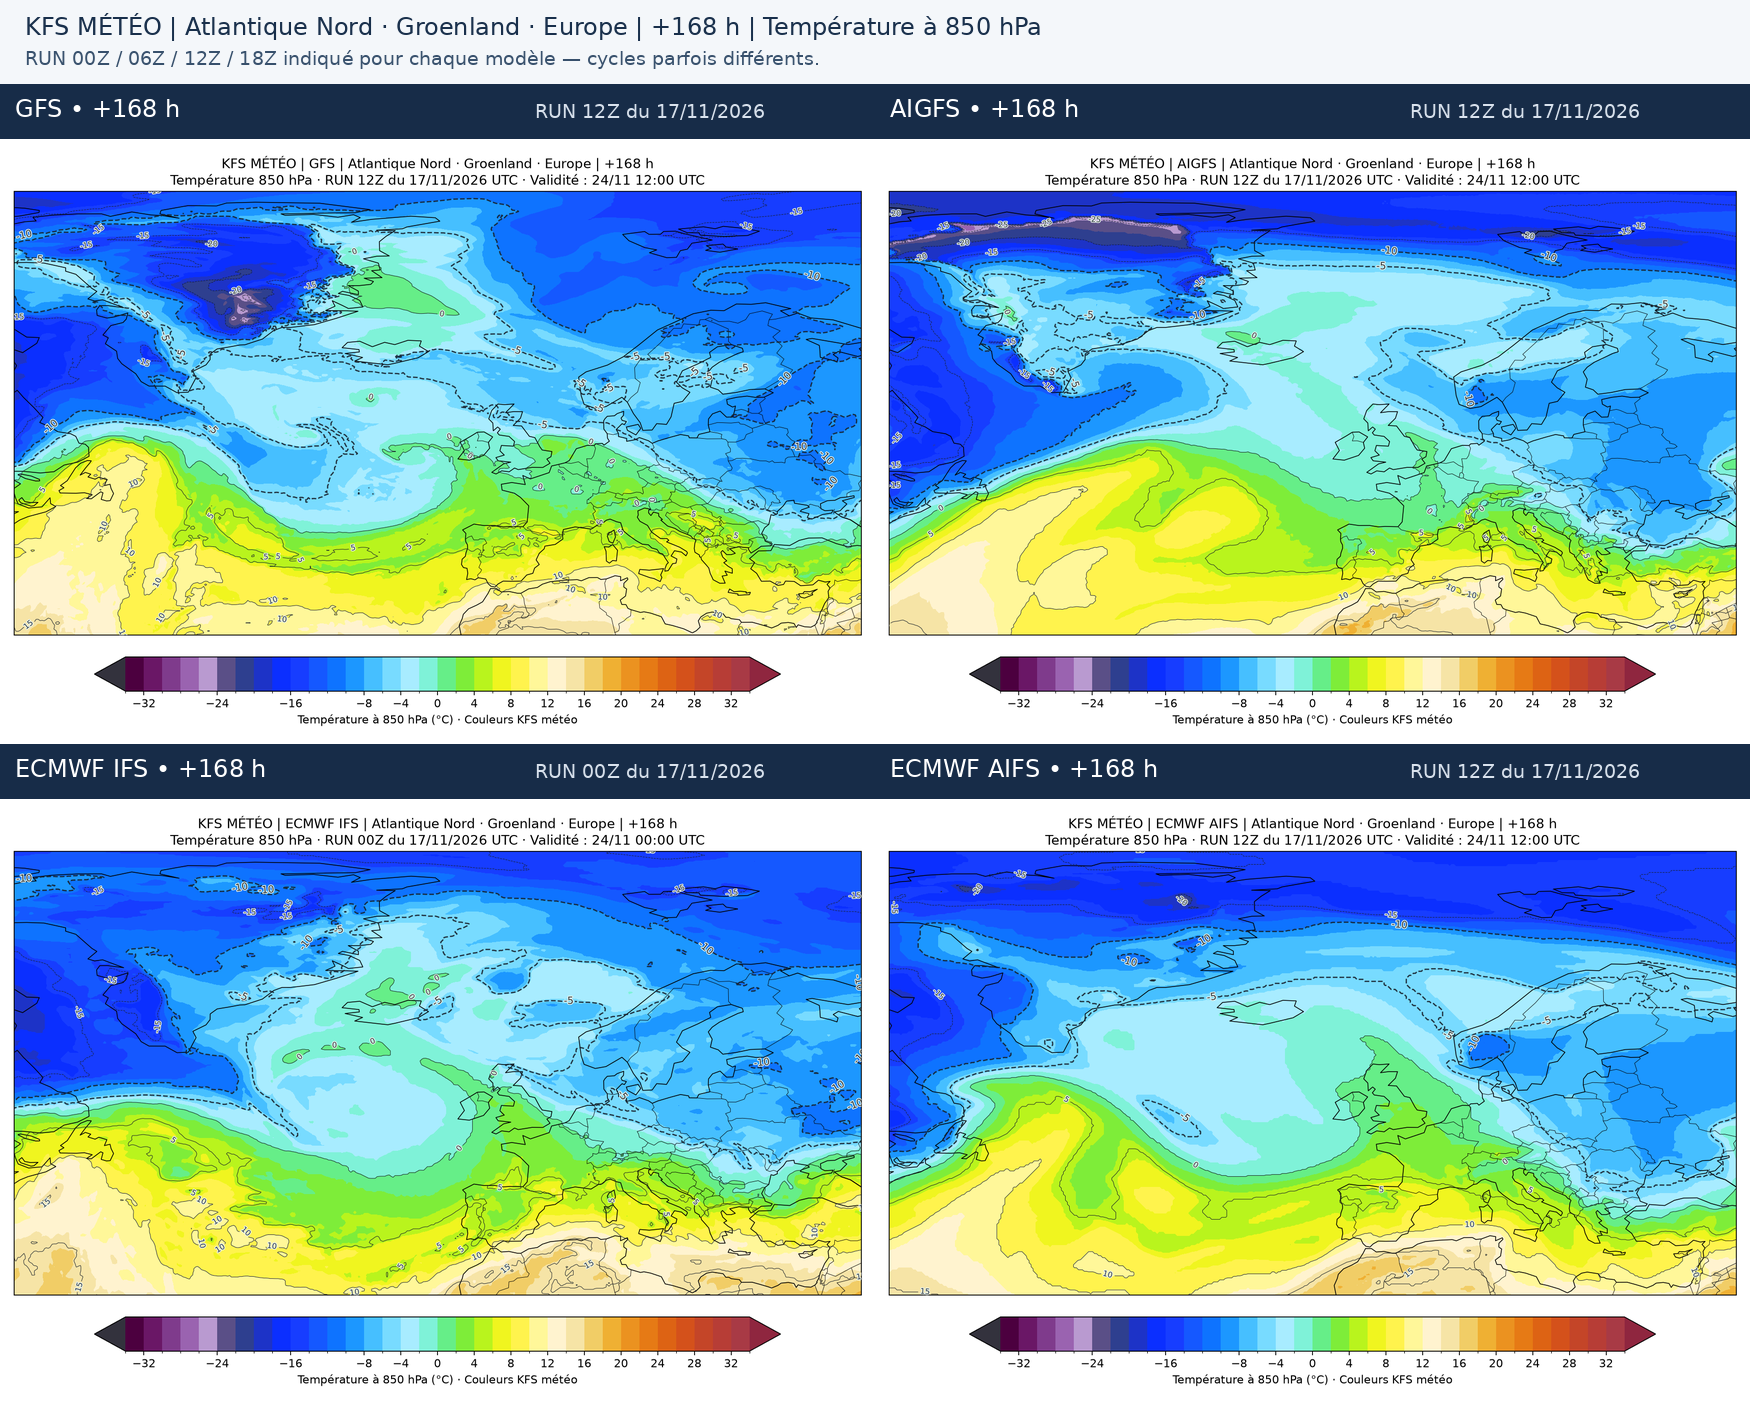 KFS MÉTÉO | Atlantique Nord · Groenland · Europe | +168 h | Température à 850 hPa
RUN 00Z / 06Z / 12Z / 18Z indiqué pour chaque modèle — cycles parfois différents.
GFS • +168 h
RUN 12Z du 17/11/2026
KFS MÉTÉO | GFS | Atlantique Nord · Groenland · Europe | +168 h
Température 850 hPa · RUN 12Z du 17/11/2026 UTC · Validité : 24/11 12:00 UTC
−32 −24 −16 −8 −4 0 4 8 12 16 20 24 28 32
Température à 850 hPa (°C) · Couleurs KFS météo
AIGFS • +168 h
RUN 12Z du 17/11/2026
KFS MÉTÉO | AIGFS | Atlantique Nord · Groenland · Europe | +168 h
Température 850 hPa · RUN 12Z du 17/11/2026 UTC · Validité : 24/11 12:00 UTC
−32 −24 −16 −8 −4 0 4 8 12 16 20 24 28 32
Température à 850 hPa (°C) · Couleurs KFS météo
ECMWF IFS • +168 h
RUN 00Z du 17/11/2026
KFS MÉTÉO | ECMWF IFS | Atlantique Nord · Groenland · Europe | +168 h
Température 850 hPa · RUN 00Z du 17/11/2026 UTC · Validité : 24/11 00:00 UTC
−32 −24 −16 −8 −4 0 4 8 12 16 20 24 28 32
Température à 850 hPa (°C) · Couleurs KFS météo
ECMWF AIFS • +168 h
RUN 12Z du 17/11/2026
KFS MÉTÉO | ECMWF AIFS | Atlantique Nord · Groenland · Europe | +168 h
Température 850 hPa · RUN 12Z du 17/11/2026 UTC · Validité : 24/11 12:00 UTC
−32 −24 −16 −8 −4 0 4 8 12 16 20 24 28 32
Température à 850 hPa (°C) · Couleurs KFS météo